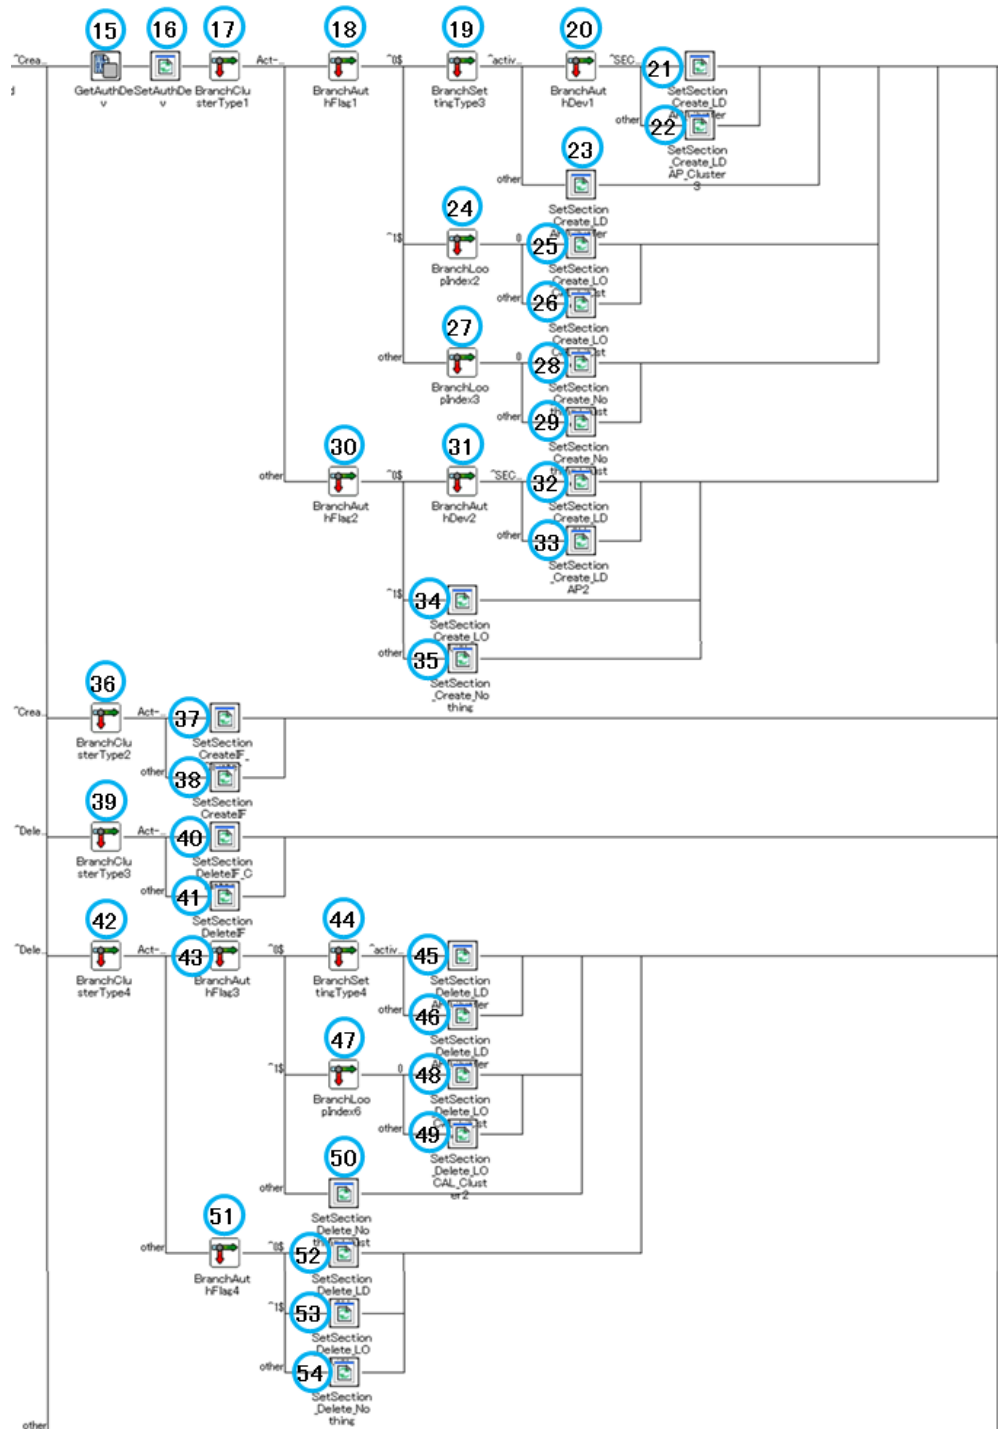 15 16 17 18 19 20
^Crea... Act-... ^0$ ^activ... ^SEC... 21
GetAuthDe
v
SetAuthDe
v
BranchClu
sterType1
BranchAut
hFlag1
BranchSet
tingType3
BranchAut
hDev1
SetSection
_Create_LD
other 22
SetSection
_Create_LD
AP_Cluster
3
23
other
SetSection
_Create_LD
24
^1$ 0 25
BranchLoo
pIndex2
SetSection
_Create_LO
other 26
SetSection
_Create_LO
27
other 0 28
BranchLoo
pIndex3
SetSection
_Create_No
other 29
SetSection
_Create_No
30 31
other ^0$ ^SEC... 32
BranchAut
hFlag2
BranchAut
hDev2
SetSection
_Create_LD
other 33
SetSection
_Create_LD
AP2
^1$ 34
SetSection
_Create_LO
other 35
SetSection
_Create_No
thing
36
^Crea... Act-... 37
BranchClu
sterType2
SetSection
_CreateIF_
other 38
SetSection
_CreateIF
39
^Dele... Act-... 40
BranchClu
sterType3
SetSection
_DeleteIF_C
other 41
SetSection
_DeleteIF
42 44
^Dele... Act-... 43 ^0$ ^activ... 45
BranchClu
sterType4
BranchAut
hFlag3
BranchSet
tingType4
SetSection
_Delete_LD
other 46
SetSection
_Delete_LD
47
^1$ 0 48
BranchLoo
pIndex6
SetSection
_Delete_LO
other 49
SetSection
_Delete_LO
CAL_Clust
er2
50
other
SetSection
_Delete_No
51
other ^0$ 52
BranchAut
hFlag4
SetSection
_Delete_LD
^1$ 53
SetSection
_Delete_LO
other 54
SetSection
_Delete_No
thing
other